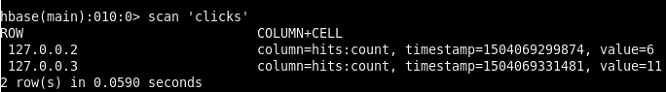 hbase(main):010:0> scan 'clicks'
ROW COLUMN+CELL
127.0.0.2 column=hits:count, timestamp=1504069299874, value=6
127.0.0.3 column=hits:count, timestamp=1504069331481, value=11
2 row(s) in 0.0590 seconds